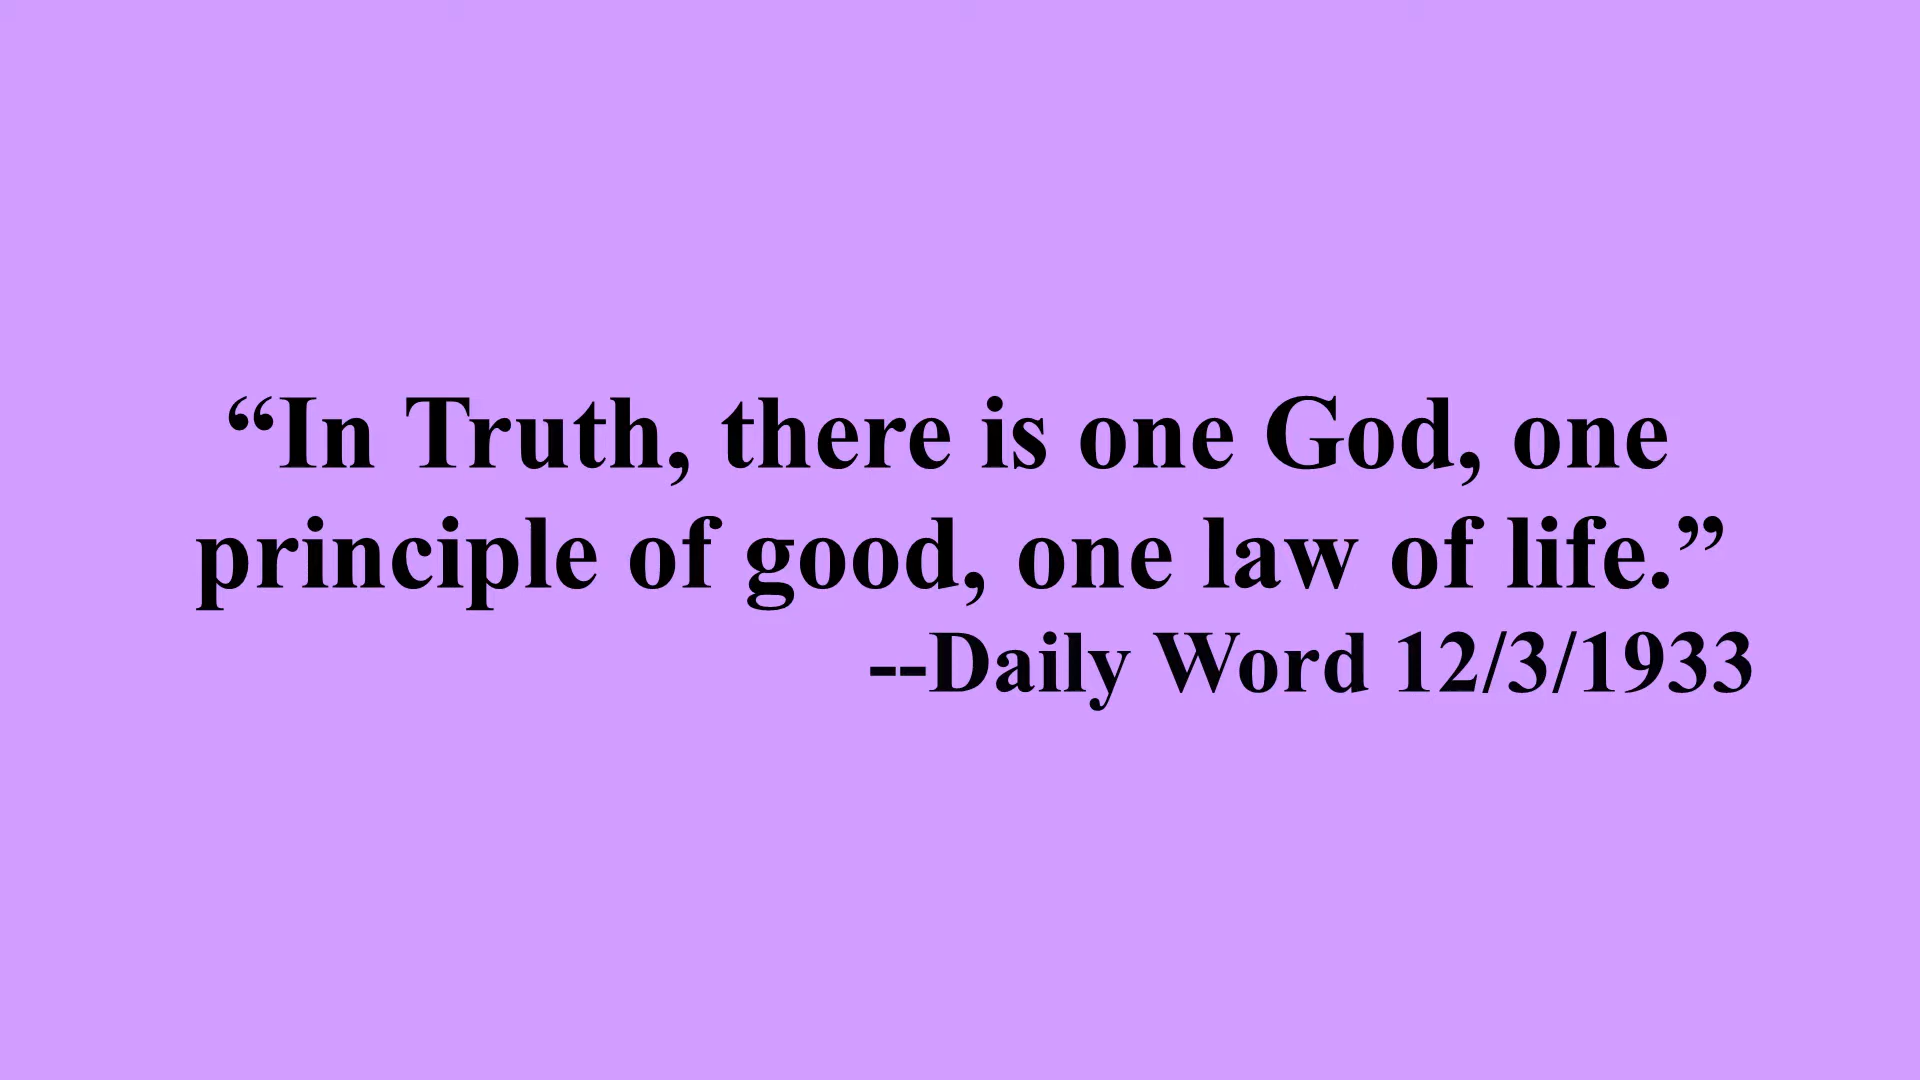 “In Truth, there is one God, one
principle of good, one law of life.”
--Daily Word 12/3/1933